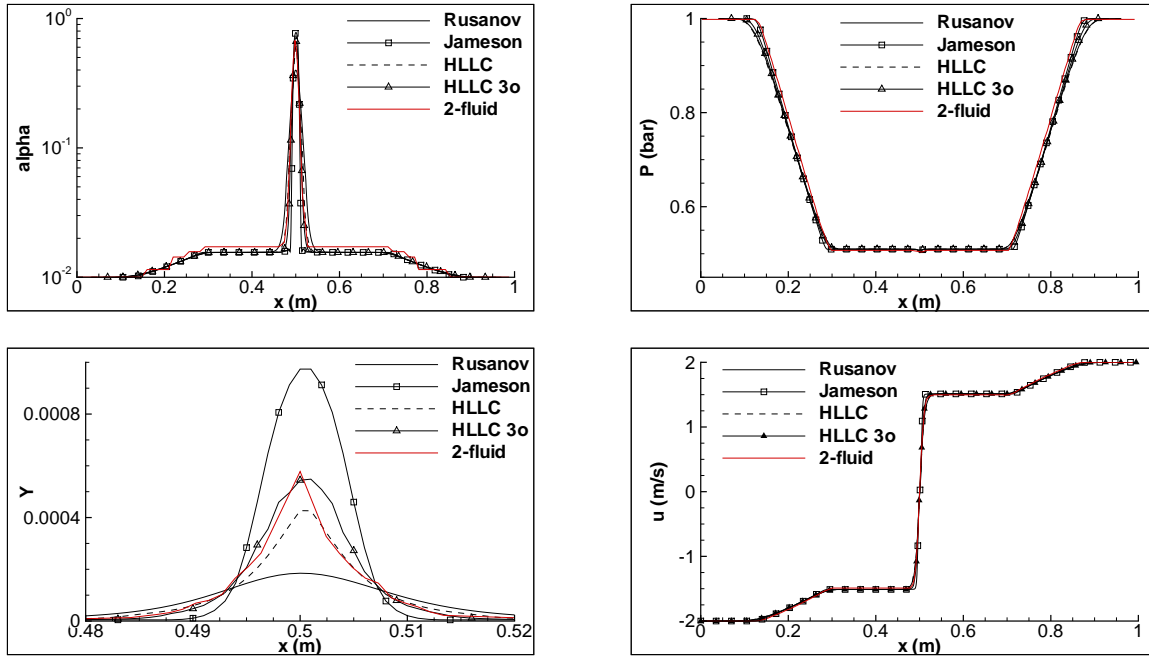 10⁰
10⁻¹
10⁻²
alpha
0 0.2 0.4 0.6 0.8 1
x (m)
Rusanov
Jameson
HLLC
HLLC 3o
2-fluid
1
0.8
0.6
P (bar)
0 0.2 0.4 0.6 0.8 1
x (m)
Rusanov
Jameson
HLLC
HLLC 3o
2-fluid
0.0008
0.0004
0
Y
0.48 0.49 0.5 0.51 0.52
x (m)
Rusanov
Jameson
HLLC
HLLC 3o
2-fluid
2
1
0
-1
-2
u (m/s)
0 0.2 0.4 0.6 0.8 1
x (m)
Rusanov
Jameson
HLLC
HLLC 3o
2-fluid